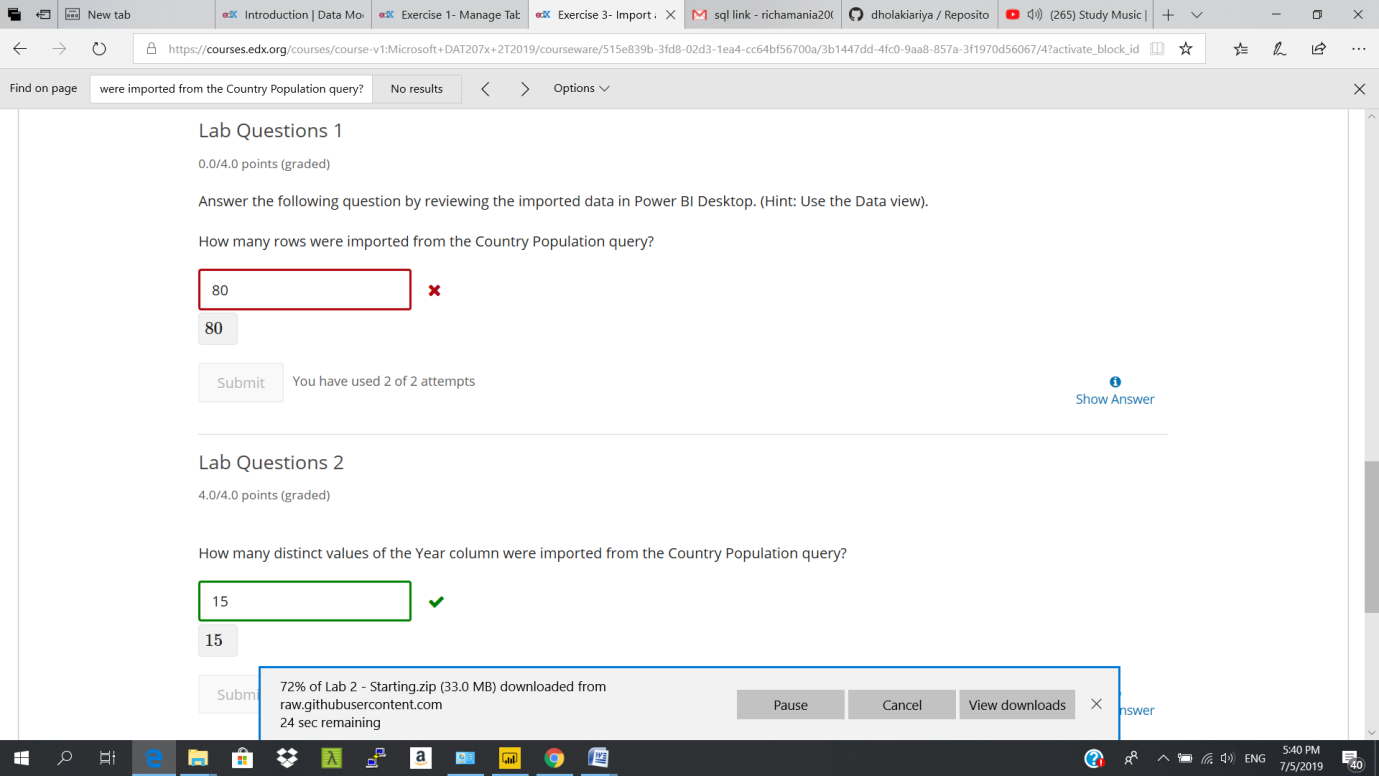 New tab
edX Introduction | Data Mo
edX Exercise 1- Manage Tab
edX Exercise 3- Import
sql link - richamania20
dholakiariya / Reposito
(265) Study Music |
https://courses.edx.org/courses/course-v1:Microsoft+DAT207x+2T2019/courseware/515e839b-3fd8-02d3-1ea4-cc64bf56700a/3b1447dd-4fc0-9aa8-857a-3f1970d56067/4?activate_block_id
Find on page were imported from the Country Population query? No results Options
Lab Questions 1
0.0/4.0 points (graded)
Answer the following question by reviewing the imported data in Power BI Desktop. (Hint: Use the Data view).
How many rows were imported from the Country Population query?
80
80
Submit You have used 2 of 2 attempts
Show Answer
Lab Questions 2
4.0/4.0 points (graded)
How many distinct values of the Year column were imported from the Country Population query?
15
15
Submi
nswer
72% of Lab 2 - Starting.zip (33.0 MB) downloaded from
raw.githubusercontent.com
24 sec remaining
Pause Cancel View downloads
ENG
5:40 PM
7/5/2019
40